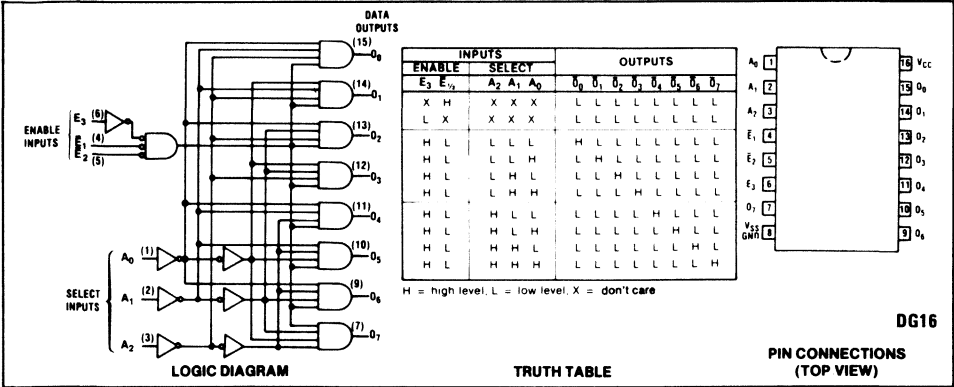 DATA
OUTPUTS
(15)
O0
(14)
O1
(13)
O2
(12)
O3
(11)
O4
(10)
O5
(9)
O6
(7)
O7
ENABLE
INPUTS
E3 (6)
E1 (4)
E2 (5)
SELECT
INPUTS
A0 (1)
A1 (2)
A2 (3)
LOGIC DIAGRAM
INPUTS OUTPUTS
ENABLE SELECT
E3 Ē1/2 A2 A1 A0 Ō0 Ō1 Ō2 Ō3 Ō4 Ō5 Ō6 Ō7
X H X X X L L L L L L L L
L X X X X L L L L L L L L
H L L L L H L L L L L L L
H L L L H L H L L L L L L
H L L H L L L H L L L L L
H L L H H L L L H L L L L
H L H L L L L L L H L L L
H L H L H L L L L L H L L
H L H H L L L L L L L H L
H L H H H L L L L L L L H
H = high level, L = low level, X = don't care
TRUTH TABLE
A0 1 16 VCC
A1 2 15 O0
A2 3 14 O1
Ē1 4 13 O2
Ē2 5 12 O3
E3 6 11 O4
O7 7 10 O5
VSS
GND 8 9 O6
DG16
PIN CONNECTIONS
(TOP VIEW)